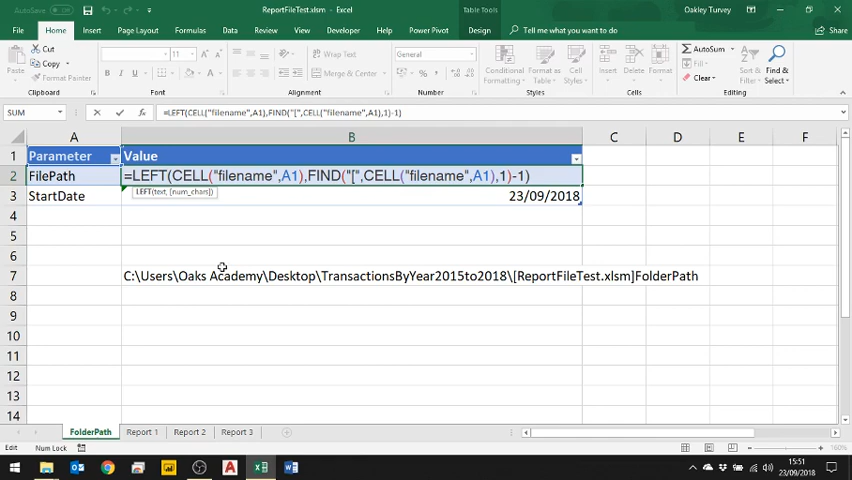 AutoSave Off
ReportFileTest.xlsm - Excel
Table Tools
Oakley Turvey
File Home Insert Page Layout Formulas Data Review View Developer Power Pivot Design Tell me what you want to do Share
Cut
Copy
Format Painter
Paste
Clipboard
11
B I U
Font
Merge & Center
Alignment
General
Number
Conditional Formatting
Format as Table
Cell Styles
Styles
Insert Delete Format
Cells
AutoSum
Fill
Clear
Sort & Filter
Find & Select
Editing
SUM
=LEFT(CELL("filename",A1),FIND("[",CELL("filename",A1),1)-1)
A B C D E F
1 Parameter Value
2 FilePath =LEFT(CELL("filename",A1),FIND("[",CELL("filename",A1),1)-1)
LEFT(text, [num_chars])
3 StartDate 23/09/2018
4
5
6
7 C:\Users\Oaks Academy\Desktop\TransactionsByYear2015to2018\[ReportFileTest.xlsm]FolderPath
8
9
10
11
12
13
14
FolderPath Report 1 Report 2 Report 3
Edit Num Lock 160%
15:51
23/09/2018